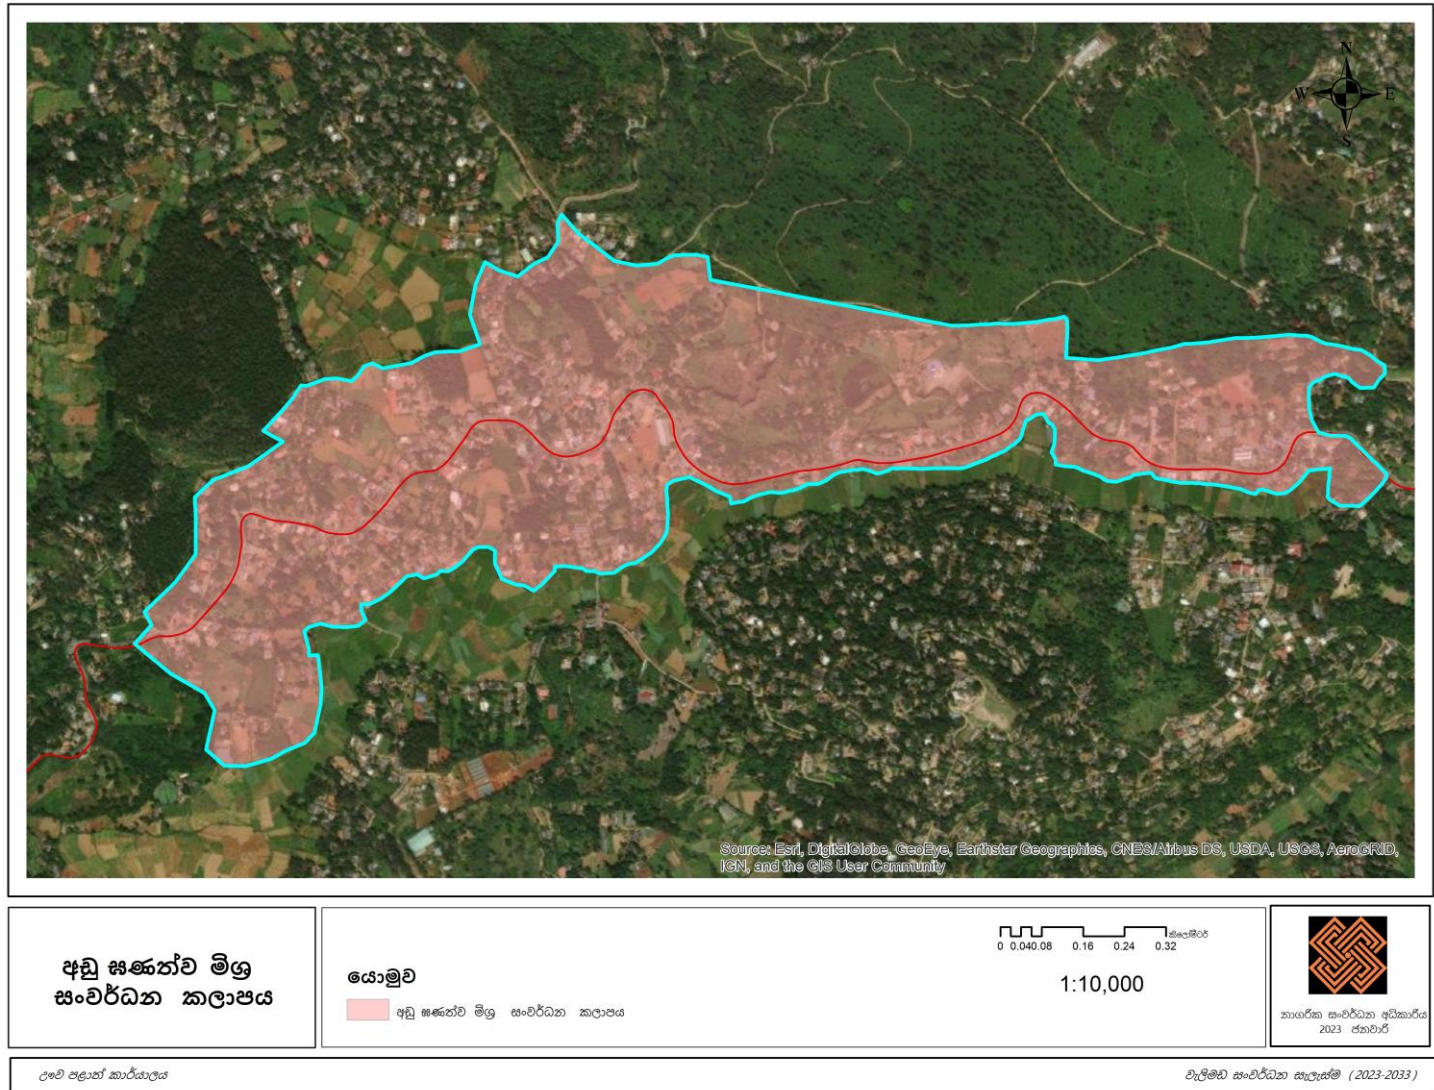 N
W E
S
Source: Esri, DigitalGlobe, GeoEye, Earthstar Geographics, CNES/Airbus DS, USDA, USGS, AeroGRID,
IGN, and the GIS User Community
අඩු ඝණත්ව මිශ්‍ර
සංවර්ධන කලාපය
යොමුව
අඩු ඝණත්ව මිශ්‍ර සංවර්ධන කලාපය
කිලෝමීටර්
0 0.040.08 0.16 0.24 0.32
1:10,000
නාගරික සංවර්ධන අධිකාරිය
2023 ජනවාරි
ඌව පළාත් කාර්යාලය
වැලිමඩ සංවර්ධන සැලැස්ම (2023-2033)